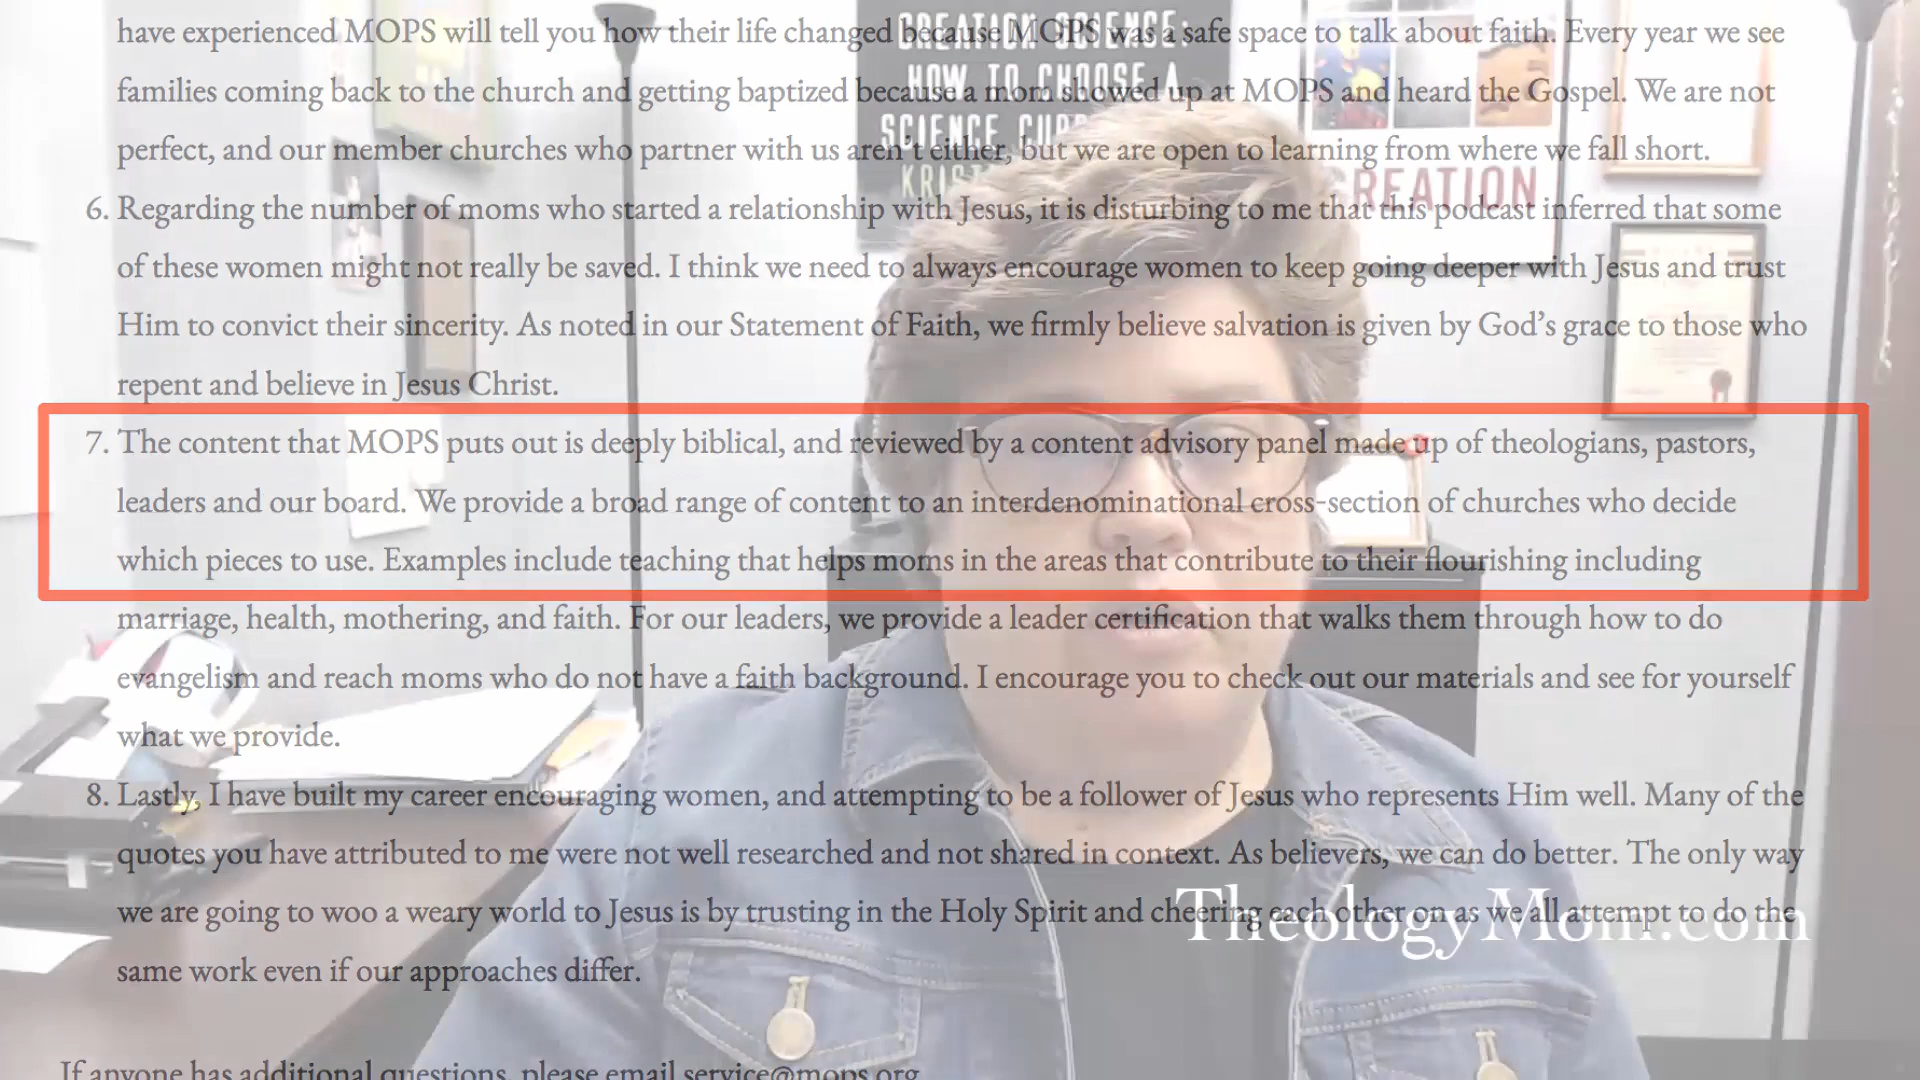 have experienced MOPS will tell you how their life changed because MOPS was a safe space to talk about faith. Every year we see
families coming back to the church and getting baptized because a mom showed up at MOPS and heard the Gospel. We are not
perfect, and our member churches who partner with us aren't either, but we are open to learning from where we fall short.
6. Regarding the number of moms who started a relationship with Jesus, it is disturbing to me that this podcast inferred that some
of these women might not really be saved. I think we need to always encourage women to keep going deeper with Jesus and trust
Him to convict their sincerity. As noted in our Statement of Faith, we firmly believe salvation is given by God's grace to those who
repent and believe in Jesus Christ.
7. The content that MOPS puts out is deeply biblical, and reviewed by a content advisory panel made up of theologians, pastors,
leaders and our board. We provide a broad range of content to an interdenominational cross-section of churches who decide
which pieces to use. Examples include teaching that helps moms in the areas that contribute to their flourishing including
marriage, health, mothering, and faith. For our leaders, we provide a leader certification that walks them through how to do
evangelism and reach moms who do not have a faith background. I encourage you to check out our materials and see for yourself
what we provide.
8. Lastly, I have built my career encouraging women, and attempting to be a follower of Jesus who represents Him well. Many of the
quotes you have attributed to me were not well researched and not shared in context. As believers, we can do better. The only way
we are going to woo a weary world to Jesus is by trusting in the Holy Spirit and cheering each other on as we all attempt to do the
same work even if our approaches differ.
If anyone has additional questions, please email service@mops.org
CREATION SCIENCE:
HOW TO CHOOSE A
SCIENCE
CREATION
TheologyMom.com